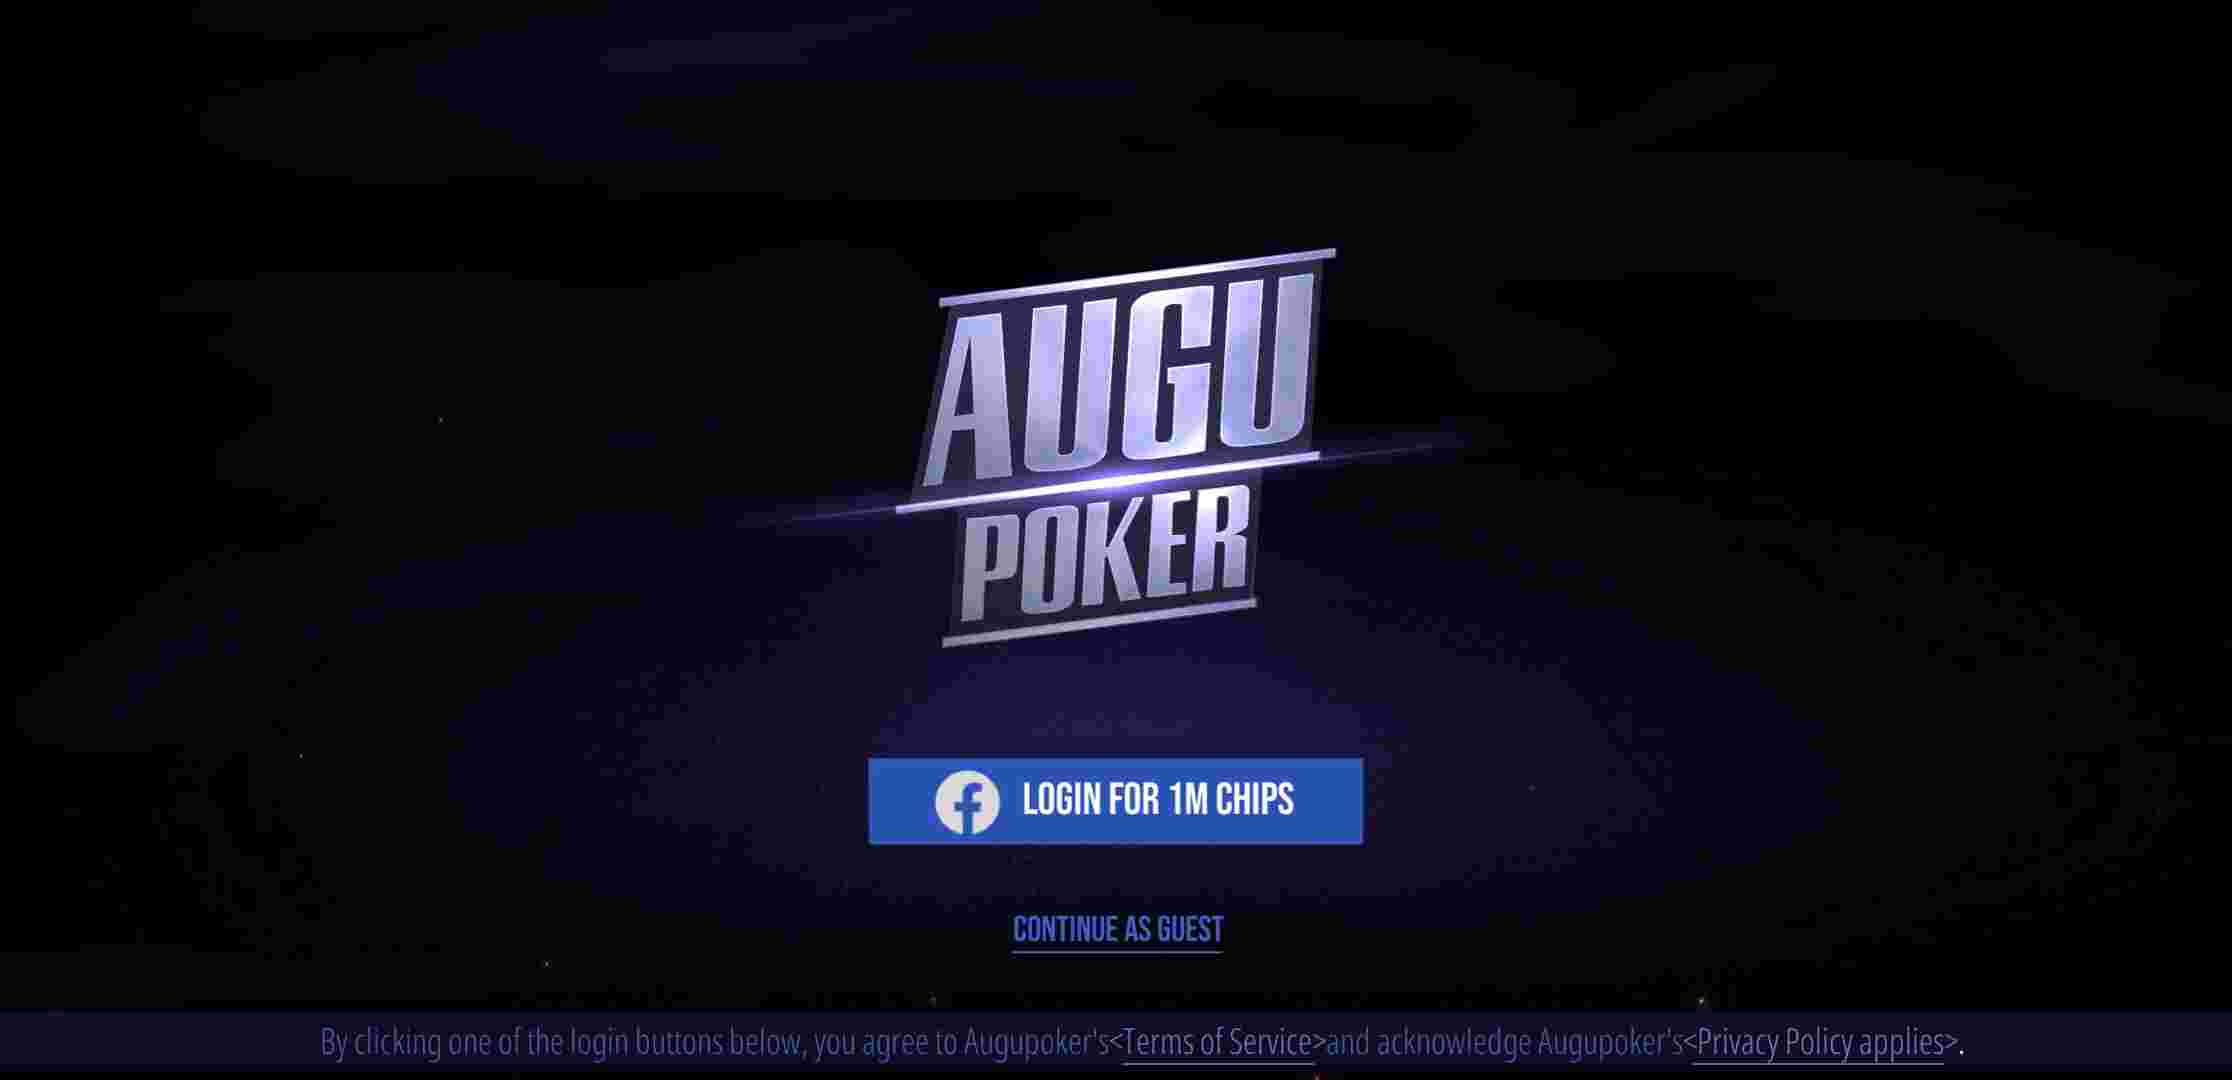 AUGU
POKER
LOGIN FOR 1M CHIPS
CONTINUE AS GUEST
By clicking one of the login buttons below, you agree to Augupoker's<Terms of Service>and acknowledge Augupoker's<Privacy Policy applies>.